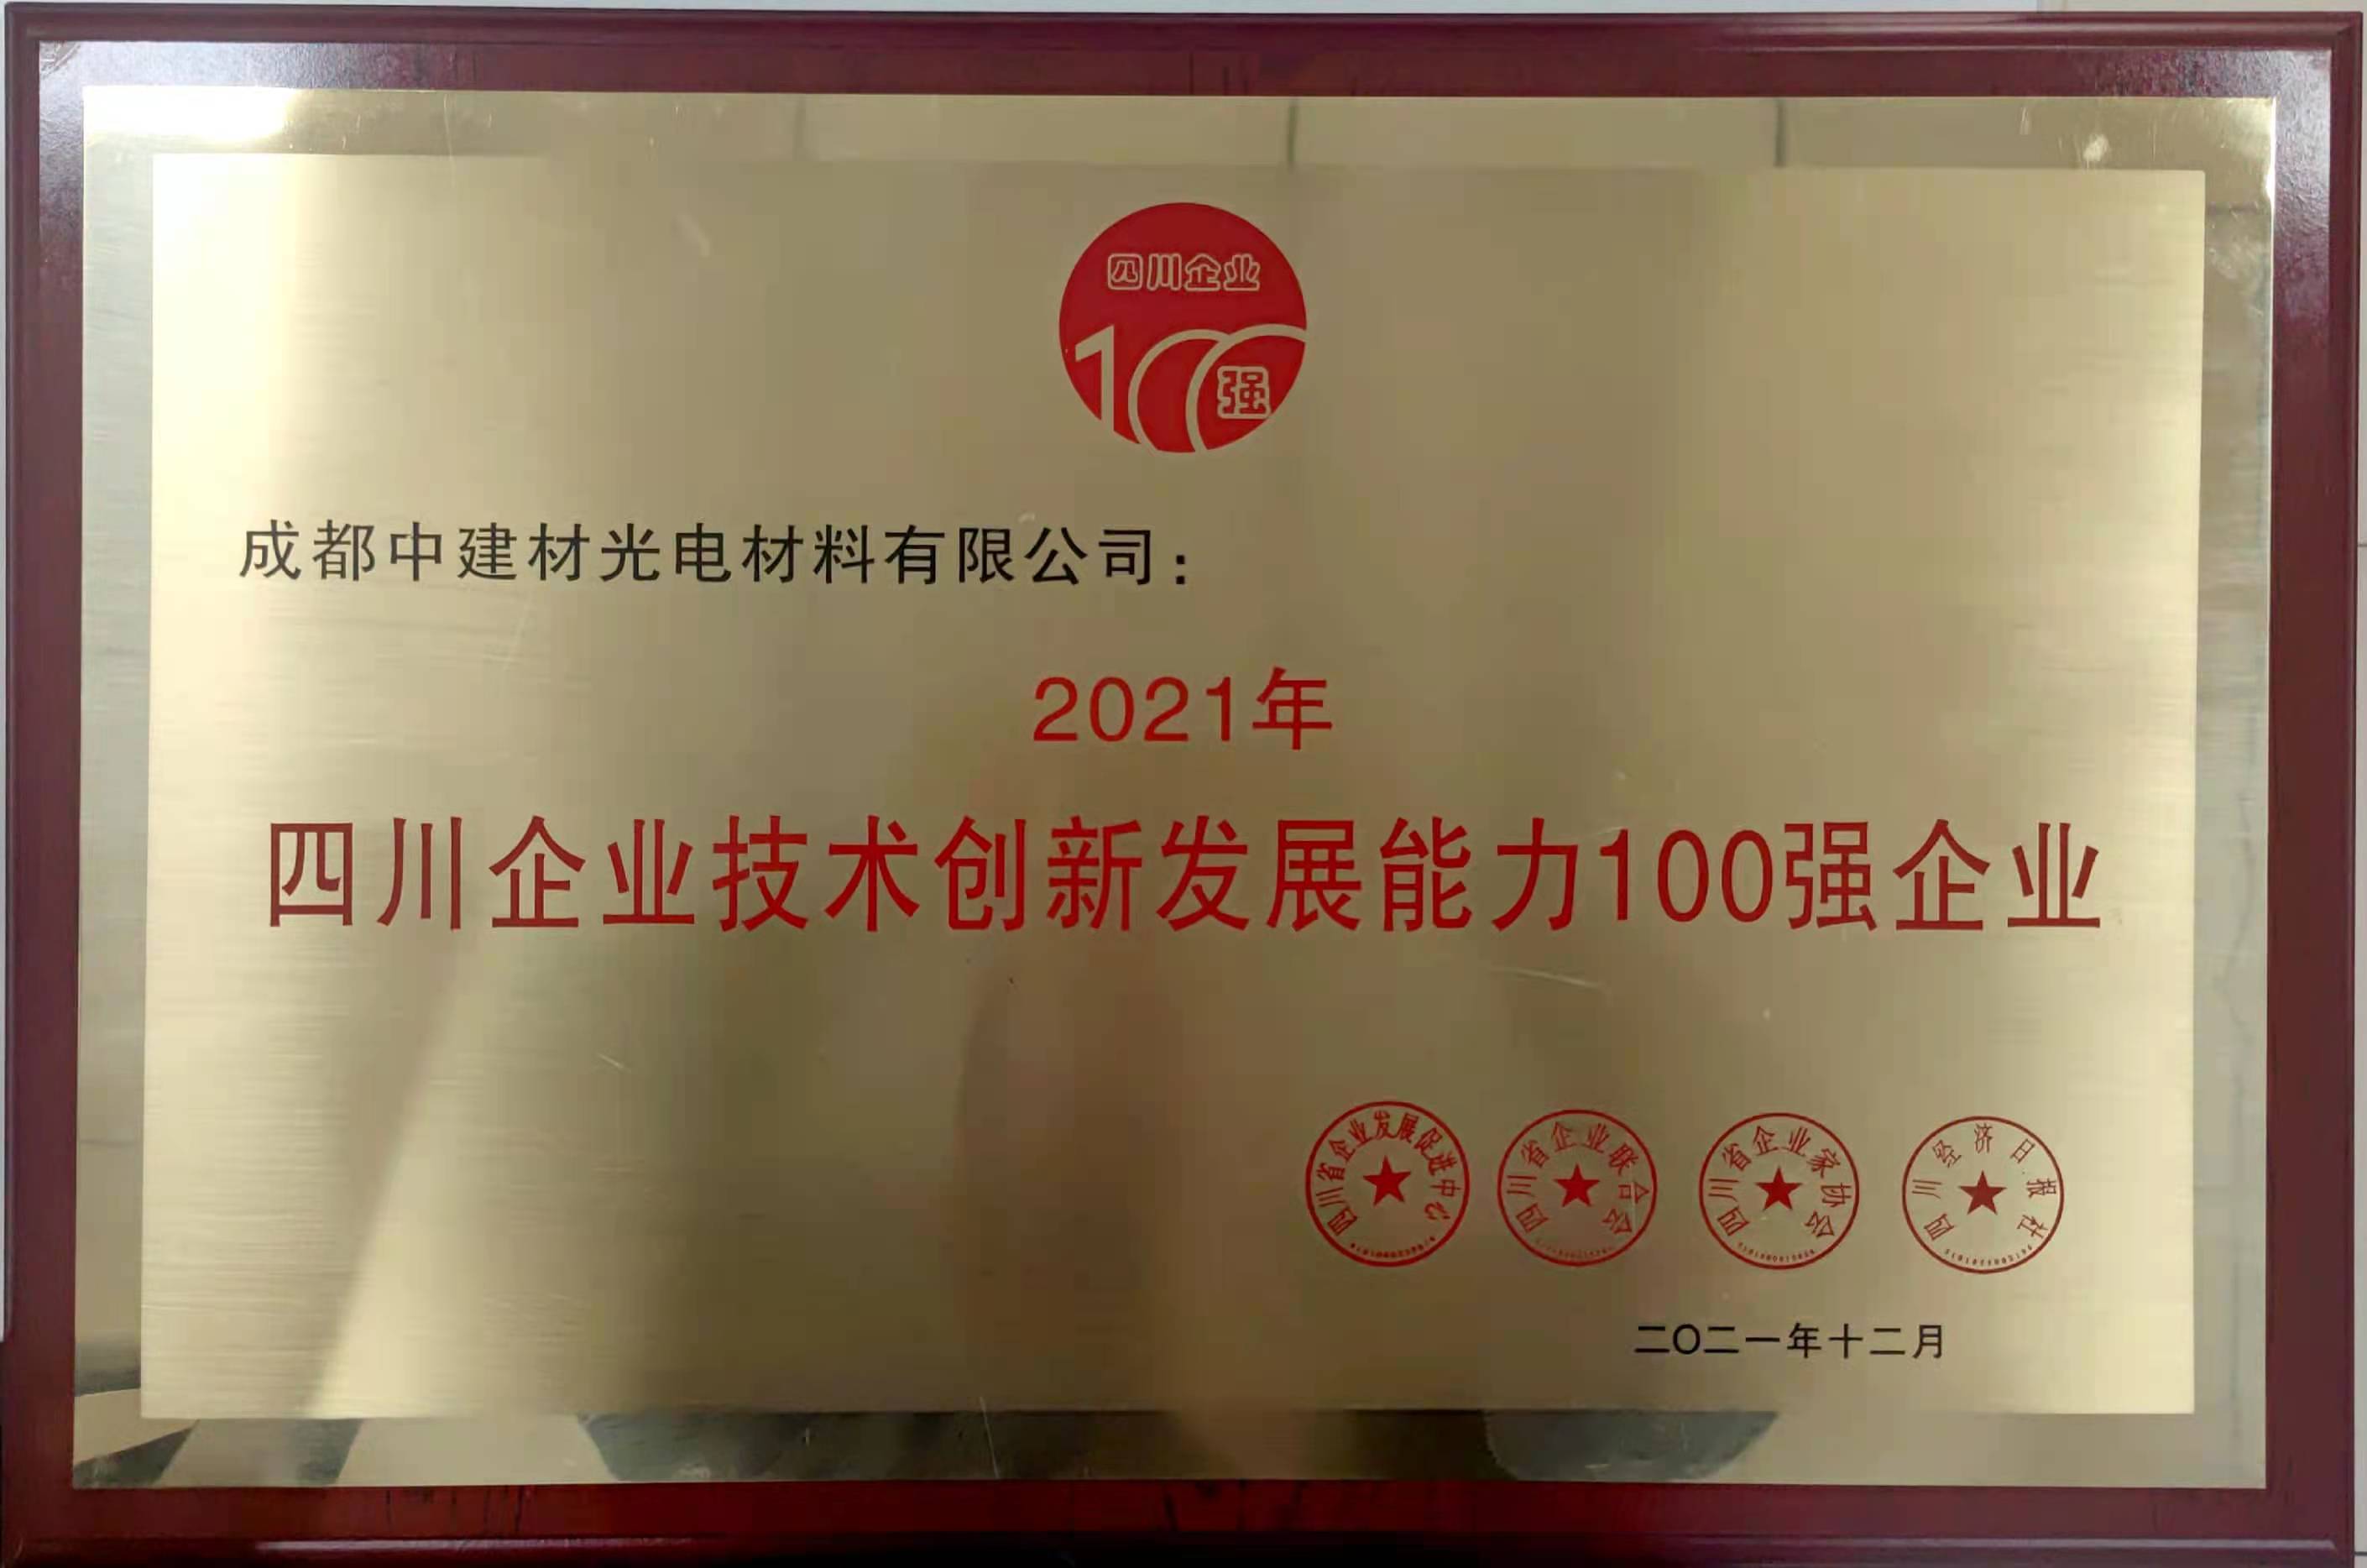 四川企业
100强
成都中建材光电材料有限公司：
2021年
四川企业技术创新发展能力100强企业
四川省企业发展促进中心
四川省企业联合会
四川省企业家协会
四川经济日报社
二〇二一年十二月